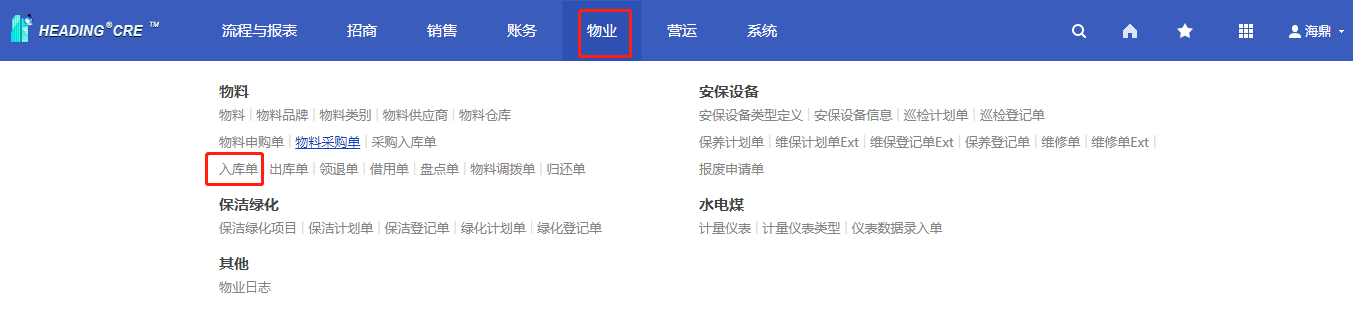 HEADING®CRE ™ 流程与报表 招商 销售 账务 物业 营运 系统 海鼎
物料
物料 | 物料品牌 | 物料类别 | 物料供应商 | 物料仓库
物料申购单 | 物料采购单 | 采购入库单
入库单 | 出库单 | 领退单 | 借用单 | 盘点单 | 物料调拨单 | 归还单
保洁绿化
保洁绿化项目 | 保洁计划单 | 保洁登记单 | 绿化计划单 | 绿化登记单
其他
物业日志
安保设备
安保设备类型定义 | 安保设备信息 | 巡检计划单 | 巡检登记单
保养计划单 | 维保计划单Ext | 维保登记单Ext | 保养登记单 | 维修单 | 维修单Ext |
报废申请单
水电煤
计量仪表 | 计量仪表类型 | 仪表数据录入单